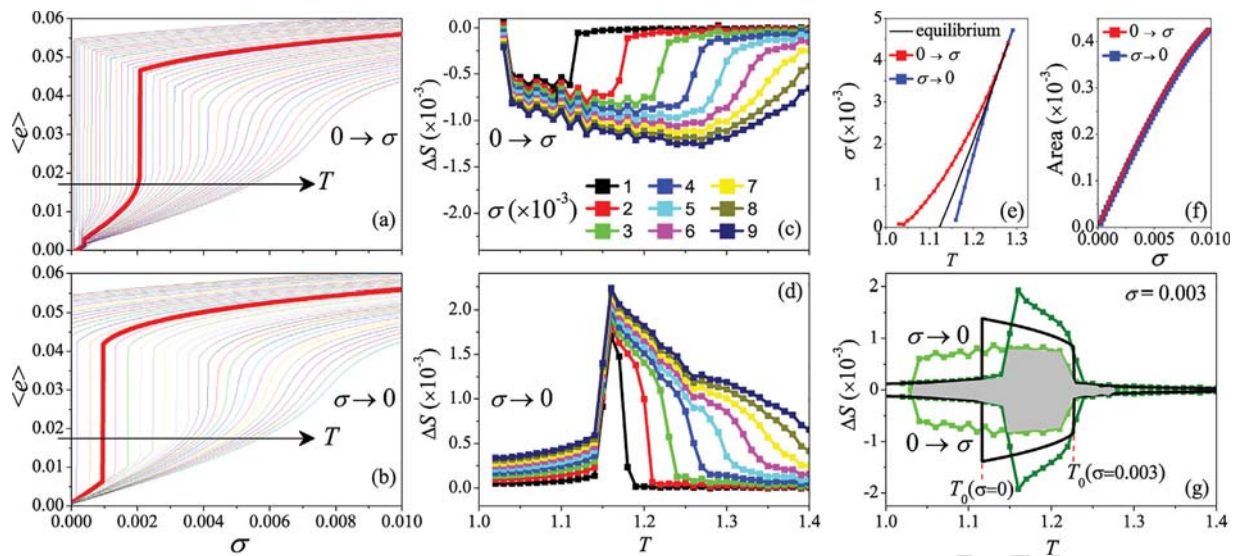 0.06
0.05
0.04
0.03
0.02
0.01
0.00
<e>
0 → σ
T
(a)
0.06
0.05
0.04
0.03
0.02
0.01
0.00
<e>
σ → 0
T
(b)
0.000 0.002 0.004 0.006 0.008 0.010
σ
0.0
-0.5
-1.0
-1.5
-2.0
ΔS (×10⁻³)
0 → σ
σ (×10⁻³)
1 4 7
2 5 8
3 6 9
(c)
2.0
1.5
1.0
0.5
0.0
ΔS (×10⁻³)
(d)
σ → 0
1.0 1.1 1.2 1.3 1.4
T
5
4
3
2
1
0
σ (×10⁻³)
equilibrium
0 → σ
σ → 0
(e)
1.0 1.1 1.2 1.3
T
0.4
0.2
0.0
Area (×10⁻³)
0 → σ
σ → 0
(f)
0.000 0.005 0.010
σ
2
1
0
-1
-2
ΔS (×10⁻³)
σ = 0.003
σ → 0
0 → σ
T₀(σ=0)
T₀(σ=0.003)
(g)
1.0 1.1 1.2 1.3 1.4
T